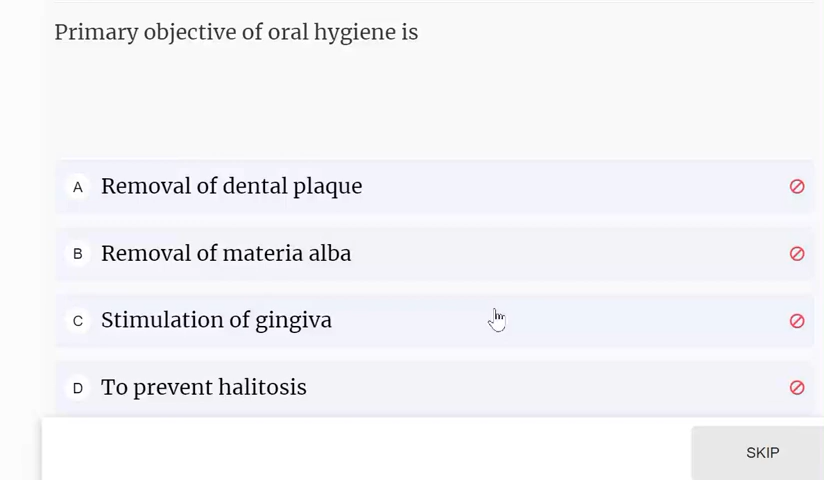 Primary objective of oral hygiene is
A Removal of dental plaque
B Removal of materia alba
C Stimulation of gingiva
D To prevent halitosis
SKIP